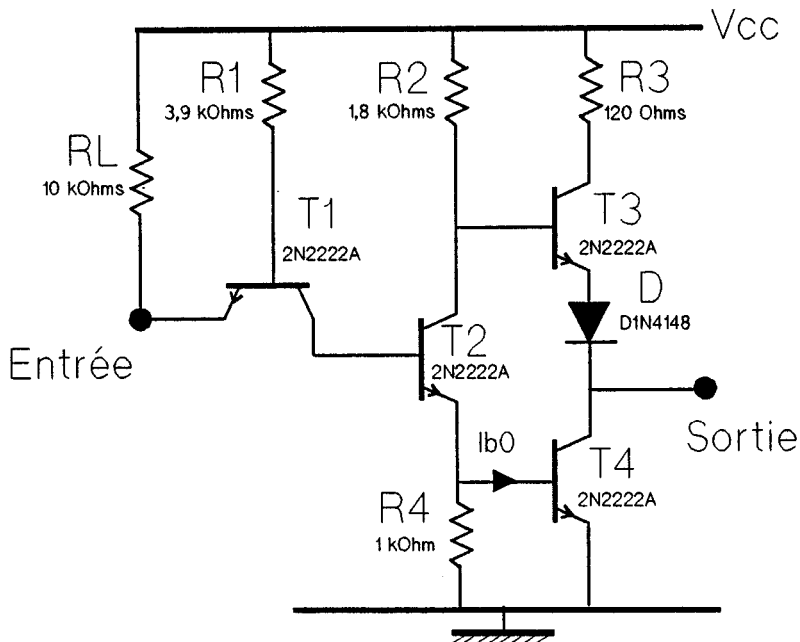 Vcc
R1
3,9 kOhms
R2
1,8 kOhms
R3
120 Ohms
RL
10 kOhms
T1
2N2222A
T3
2N2222A
D
D1N4148
Entrée
T2
2N2222A
Sortie
Ib0
T4
2N2222A
R4
1 kOhm